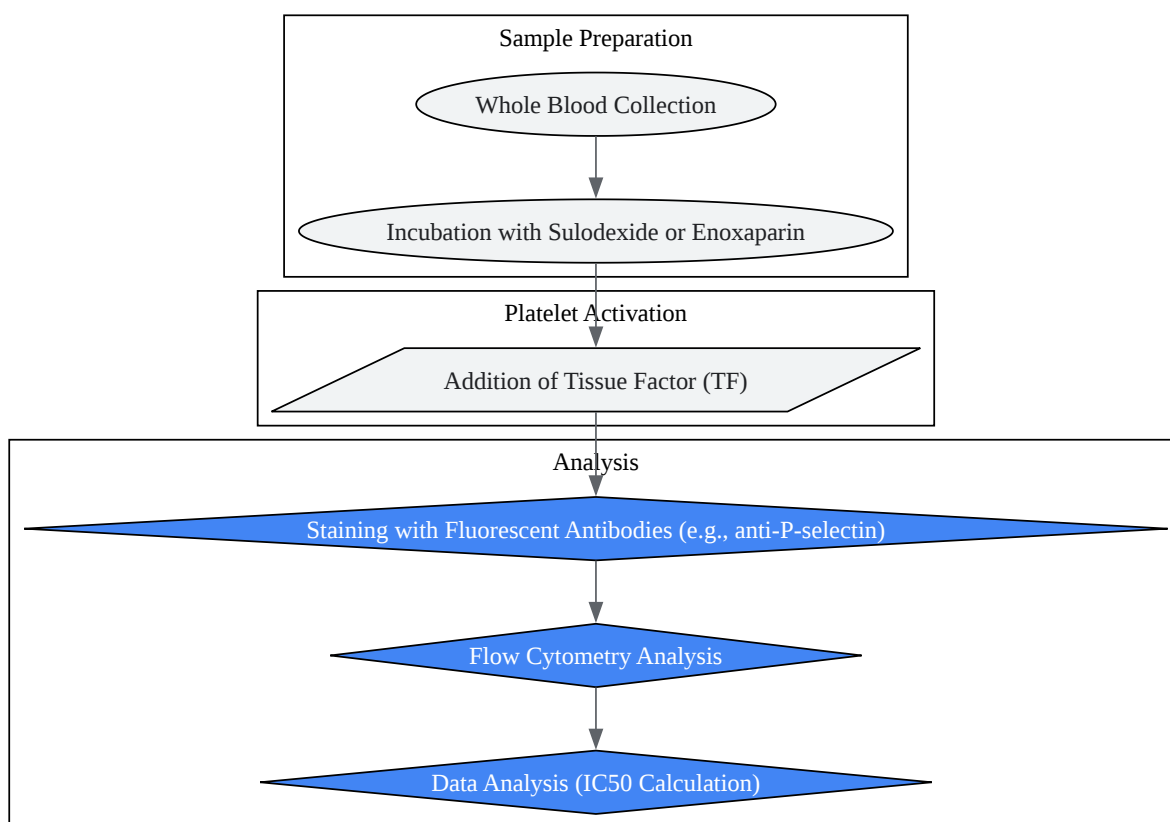 Sample Preparation
Whole Blood Collection
Incubation with Sulodexide or Enoxaparin
Platelet Activation
Addition of Tissue Factor (TF)
Analysis
Staining with Fluorescent Antibodies (e.g., anti-P-selectin)
Flow Cytometry Analysis
Data Analysis (IC50 Calculation)